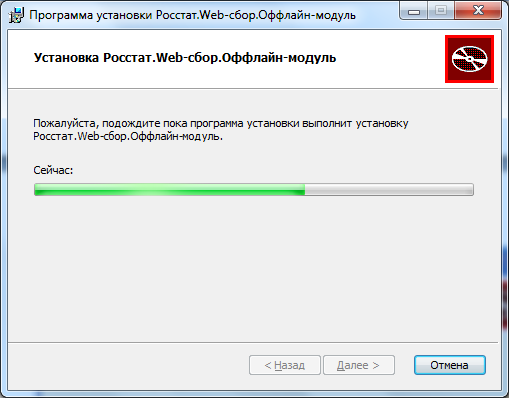 Программа установки Росстат.Web-сбор.Оффлайн-модуль
Установка Росстат.Web-сбор.Оффлайн-модуль
Пожалуйста, подождите пока программа установки выполнит установку
Росстат.Web-сбор.Оффлайн-модуль.
Сейчас:
< Назад Далее > Отмена